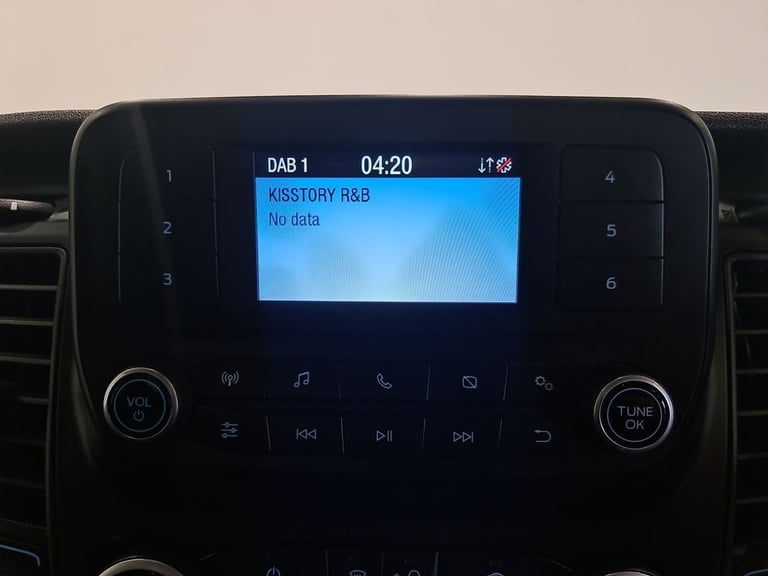 DAB 1 04:20
KISSTORY R&B
No data
1
2
3
4
5
6
VOL
TUNE
OK